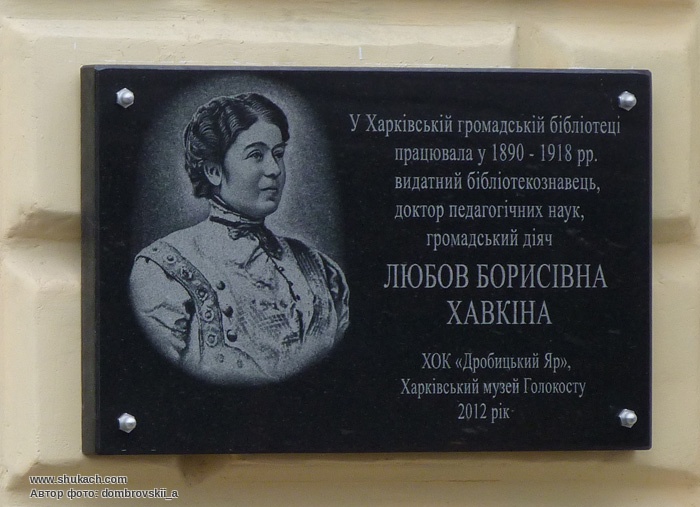 У Харківській громадській бібліотеці
працювала у 1890 - 1918 рр.
видатний бібліотекознавець,
доктор педагогічних наук,
громадський діяч
ЛЮБОВ БОРИСІВНА
ХАВКІНА
ХОК «Дробицький Яр»,
Харківський музей Голокосту
2012 рік
www.shukach.com
Автор фото: dombrovskii_a